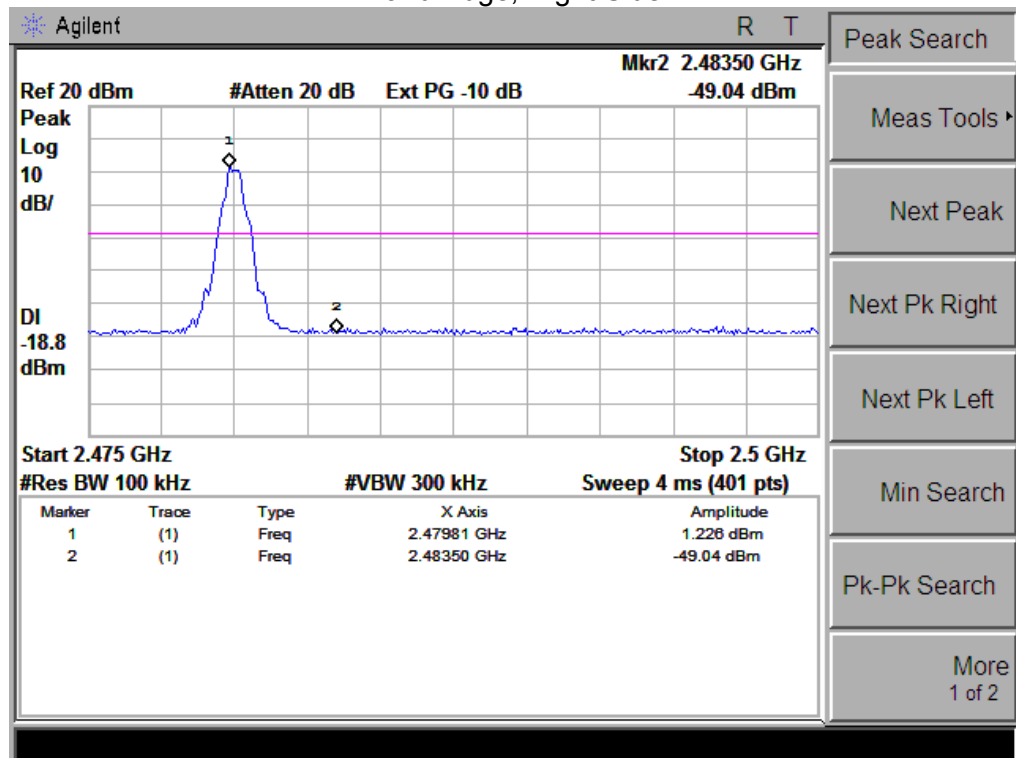 Agilent R T
Peak Search
Mkr2 2.48350 GHz
Ref 20 dBm #Atten 20 dB Ext PG -10 dB -49.04 dBm
Peak
Log
10
dB/
1
2
DI
-18.8
dBm
Start 2.475 GHz Stop 2.5 GHz
#Res BW 100 kHz #VBW 300 kHz Sweep 4 ms (401 pts)
Marker Trace Type X Axis Amplitude
1 (1) Freq 2.47981 GHz 1.226 dBm
2 (1) Freq 2.48350 GHz -49.04 dBm
Meas Tools
Next Peak
Next Pk Right
Next Pk Left
Min Search
Pk-Pk Search
More
1 of 2